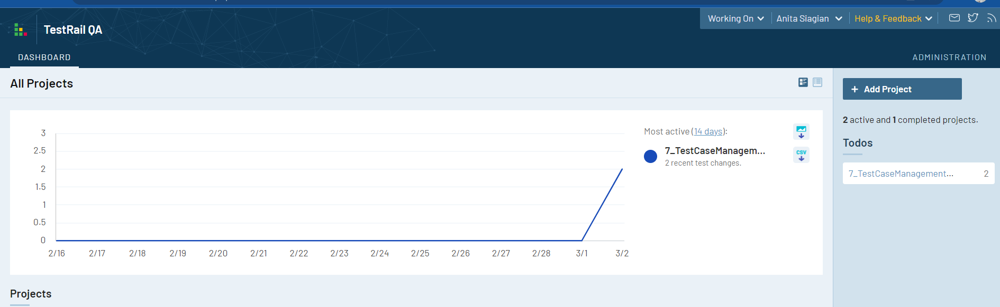 Working On
Anita Siagian
Help & Feedback
TestRail QA
DASHBOARD
ADMINISTRATION
All Projects
Add Project
2 active and 1 completed projects.
Todos
7_TestCaseManagement... 2
Most active (14 days):
7_TestCaseManagem...
2 recent test changes.
CSV
3
2.5
2
1.5
1
0.5
0
2/16 2/17 2/18 2/19 2/20 2/21 2/22 2/23 2/24 2/25 2/26 2/27 2/28 3/1 3/2
Projects